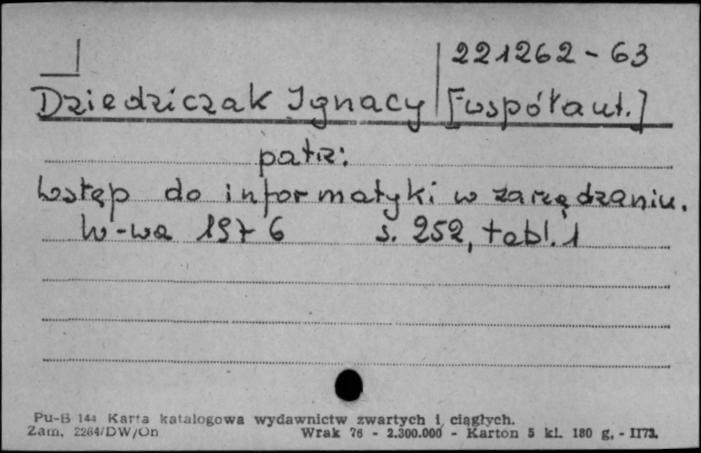 221262-63
Dziedziczak Ignacy [współaut.]
patrz:
Wstęp do informatyki w zarządzaniu.
W-wa 1976 s. 252, tabl. 1
Pu-B 144 Karta katalogowa wydawnictw zwartych i ciągłych.
Zam. 2264/DW/On Wrak 76 - 2.300.000 - Karton 5 kl. 180 g. - II73.